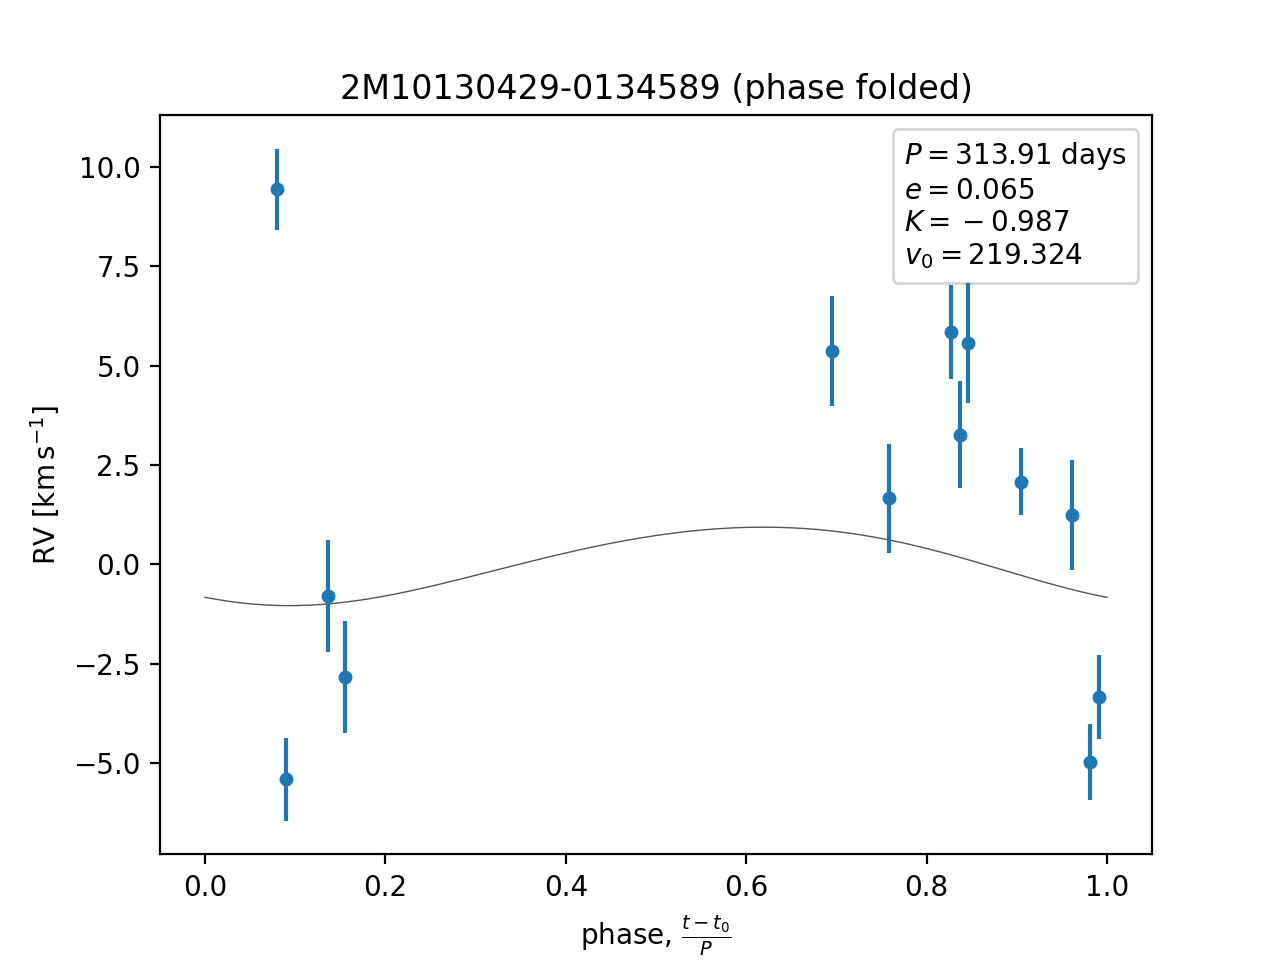 2M10130429-0134589 (phase folded)
P = 313.91 days
e = 0.065
K = −0.987
v₀ = 219.324
10.0
7.5
5.0
2.5
0.0
−2.5
−5.0
RV [km s⁻¹]
0.0 0.2 0.4 0.6 0.8 1.0
phase, (t − t₀)/P